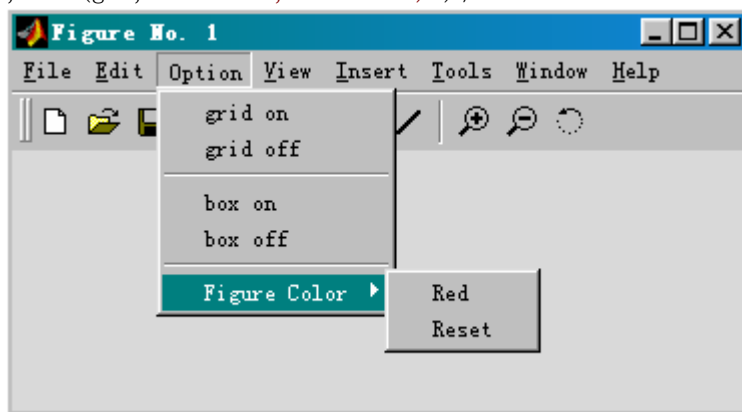 Figure No. 1
File Edit Option View Insert Tools Window Help
grid on
grid off
box on
box off
Figure Color
Red
Reset